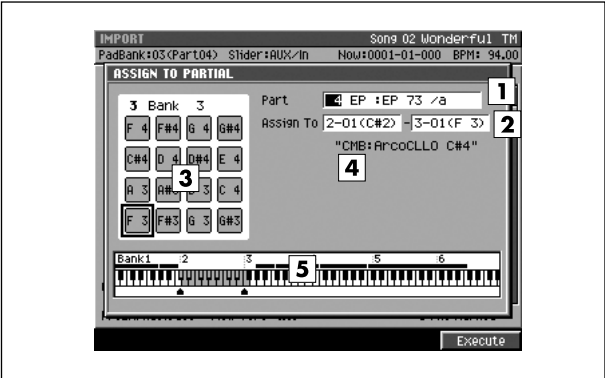 IMPORT Song 02 Wonderful TM
PadBank:03(Part04) Slider:AUX/In Now:0001-01-000 BPM: 94.00
ASSIGN TO PARTIAL
3 Bank 3
F 4 F#4 G 4 G#4
C#4 D 4 D#4 E 4
A 3 3 C 4
F 3 F#3 G 3 G#3
Part 4 EP :EP 73 /a
Assign To 2-01(C#2) - 3-01(F 3)
"CMB:ArcoCLLO C#4"
1
2
3
4
5
Bank1 2 3 5 6
Execute